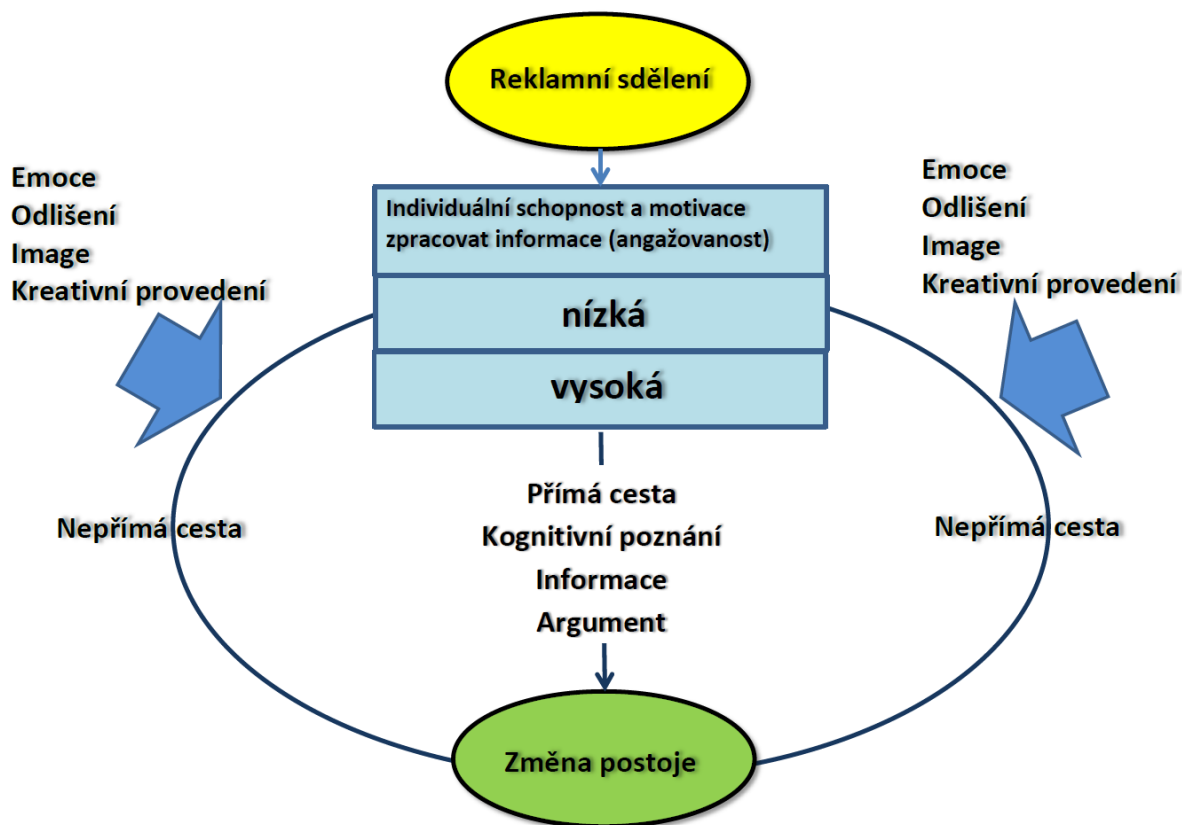 Reklamní sdělení
Emoce
Odlišení
Image
Kreativní provedení
Individuální schopnost a motivace
zpracovat informace (angažovanost)
nízká
vysoká
Emoce
Odlišení
Image
Kreativní provedení
Nepřímá cesta
Přímá cesta
Kognitivní poznání
Informace
Argument
Nepřímá cesta
Změna postoje